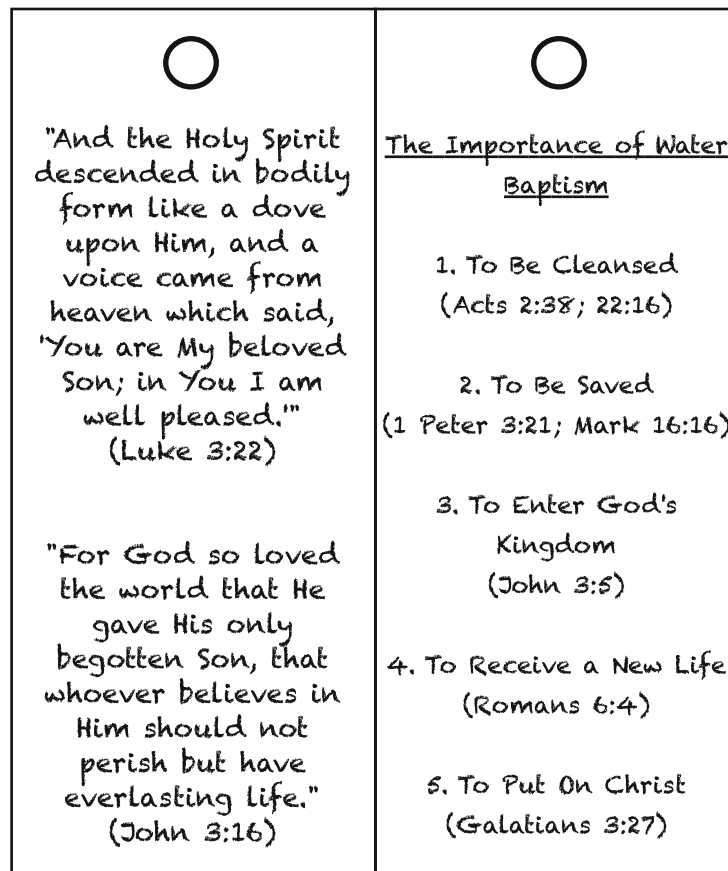 "And the Holy Spirit
descended in bodily
form like a dove
upon Him, and a
voice came from
heaven which said,
'You are My beloved
Son; in You I am
well pleased.'"
(Luke 3:22)
"For God so loved
the world that He
gave His only
begotten Son, that
whoever believes in
Him should not
perish but have
everlasting life."
(John 3:16)
The Importance of Water
Baptism
1. To Be Cleansed
(Acts 2:38; 22:16)
2. To Be Saved
(1 Peter 3:21; Mark 16:16)
3. To Enter God's
Kingdom
(John 3:5)
4. To Receive a New Life
(Romans 6:4)
5. To Put On Christ
(Galatians 3:27)